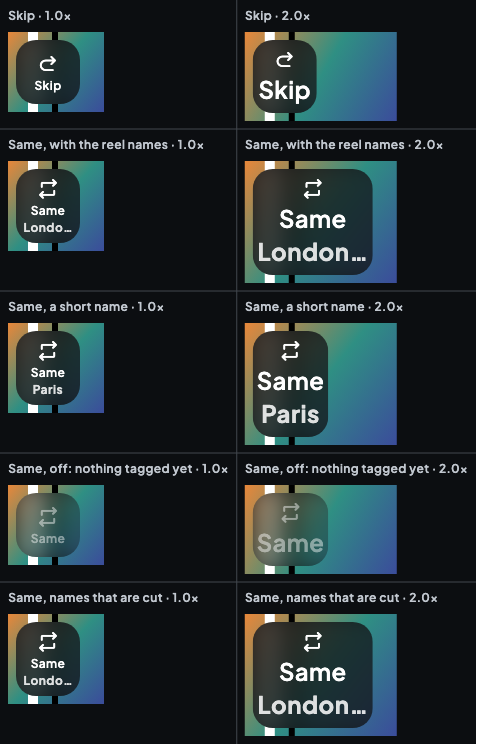 Skip · 1.0×
Skip · 2.0×
Skip
Skip
Same, with the reel names · 1.0×
Same, with the reel names · 2.0×
Same
Londo…
Same
London…
Same, a short name · 1.0×
Same, a short name · 2.0×
Same
Paris
Same
Paris
Same, off: nothing tagged yet · 1.0×
Same, off: nothing tagged yet · 2.0×
Same
Same
Same, names that are cut · 1.0×
Same, names that are cut · 2.0×
Same
Londo…
Same
London…